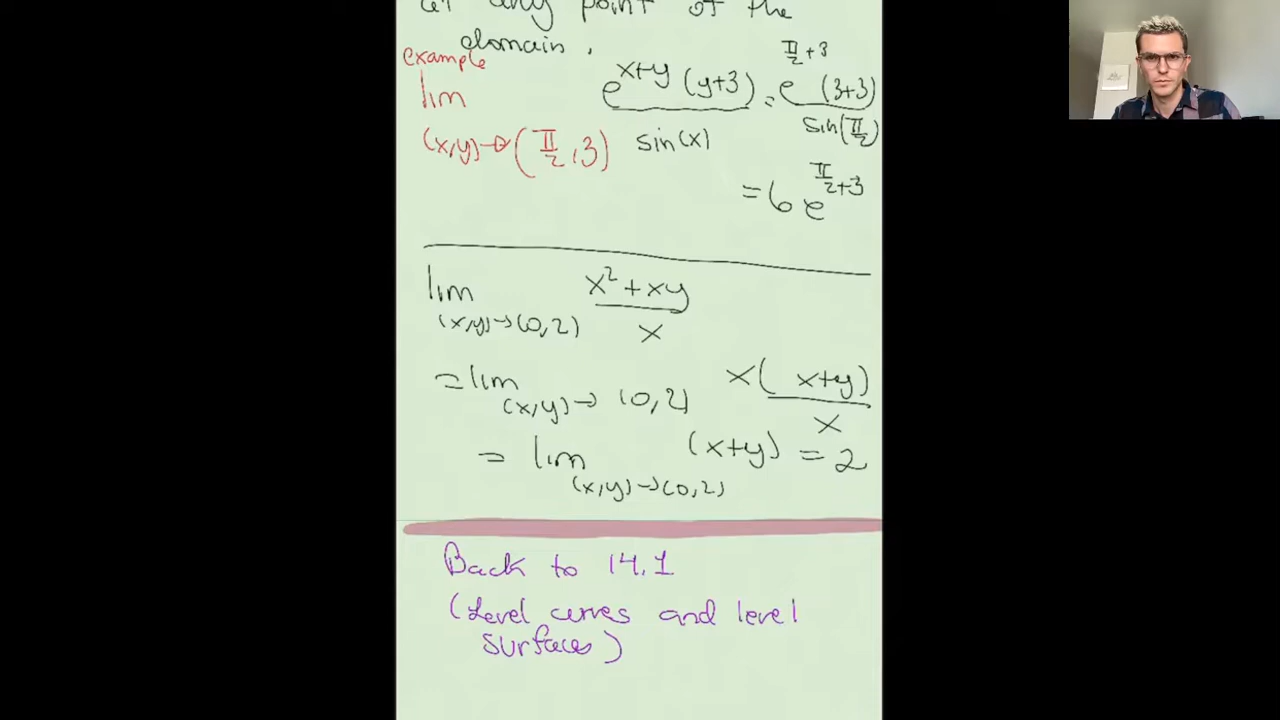 at any point of the
domain.
example
lim (x,y)→(π/2,3) e^(x+y) (y+3) / sin(x) = e^(π/2+3) (3+3) / sin(π/2)
= 6 e^(π/2+3)
lim (x,y)→(0,2) x² + xy / x
= lim (x,y)→(0,2) x(x+y) / x
= lim (x,y)→(0,2) (x+y) = 2
Back to 14.1
(Level curves and level
surfaces)